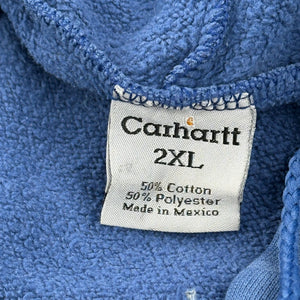 Carhartt
2XL
50% Cotton
50% Polyester
Made in Mexico